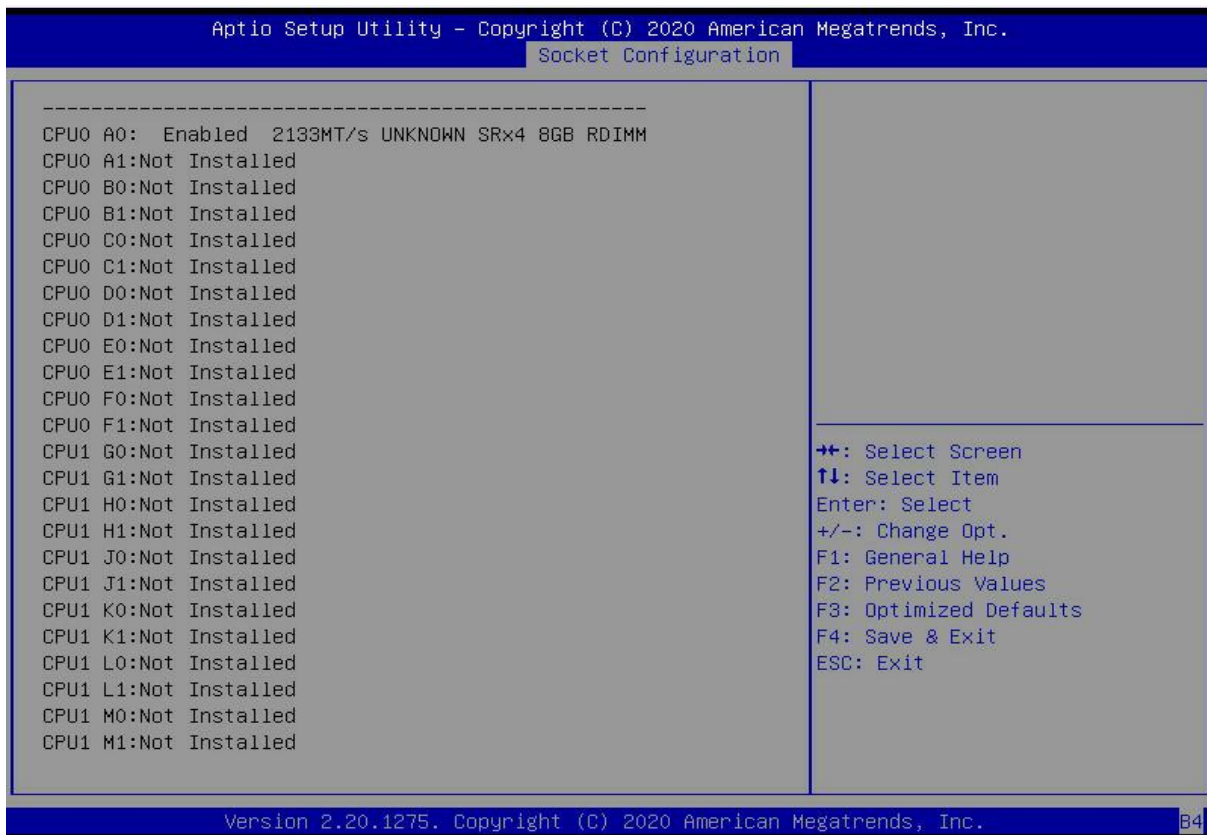 Aptio Setup Utility – Copyright (C) 2020 American Megatrends, Inc.
Socket Configuration
--------------------------------------------------
CPU0 A0: Enabled 2133MT/s UNKNOWN SRx4 8GB RDIMM
CPU0 A1:Not Installed
CPU0 B0:Not Installed
CPU0 B1:Not Installed
CPU0 C0:Not Installed
CPU0 C1:Not Installed
CPU0 D0:Not Installed
CPU0 D1:Not Installed
CPU0 E0:Not Installed
CPU0 E1:Not Installed
CPU0 F0:Not Installed
CPU0 F1:Not Installed
CPU1 G0:Not Installed
CPU1 G1:Not Installed
CPU1 H0:Not Installed
CPU1 H1:Not Installed
CPU1 J0:Not Installed
CPU1 J1:Not Installed
CPU1 K0:Not Installed
CPU1 K1:Not Installed
CPU1 L0:Not Installed
CPU1 L1:Not Installed
CPU1 M0:Not Installed
CPU1 M1:Not Installed
→←: Select Screen
↑↓: Select Item
Enter: Select
+/-: Change Opt.
F1: General Help
F2: Previous Values
F3: Optimized Defaults
F4: Save & Exit
ESC: Exit
Version 2.20.1275. Copyright (C) 2020 American Megatrends, Inc.
B4